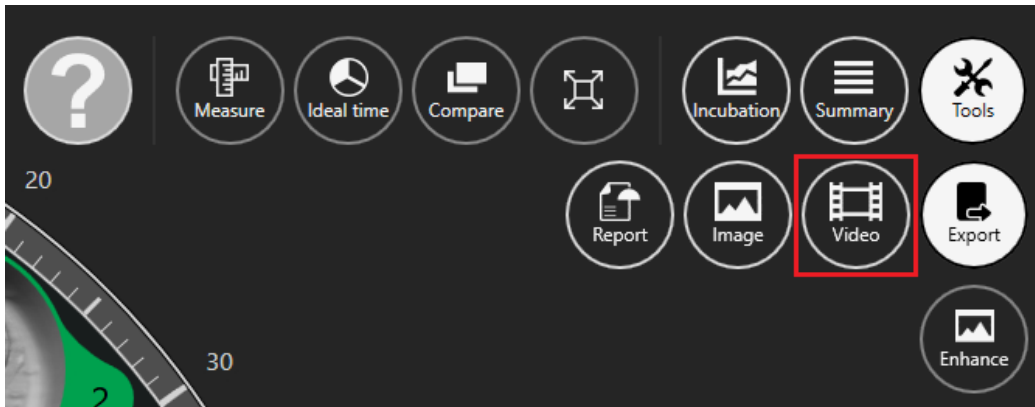 ?
Measure
Ideal time
Compare
Incubation
Summary
Tools
20
Report
Image
Video
Export
30
Enhance
2